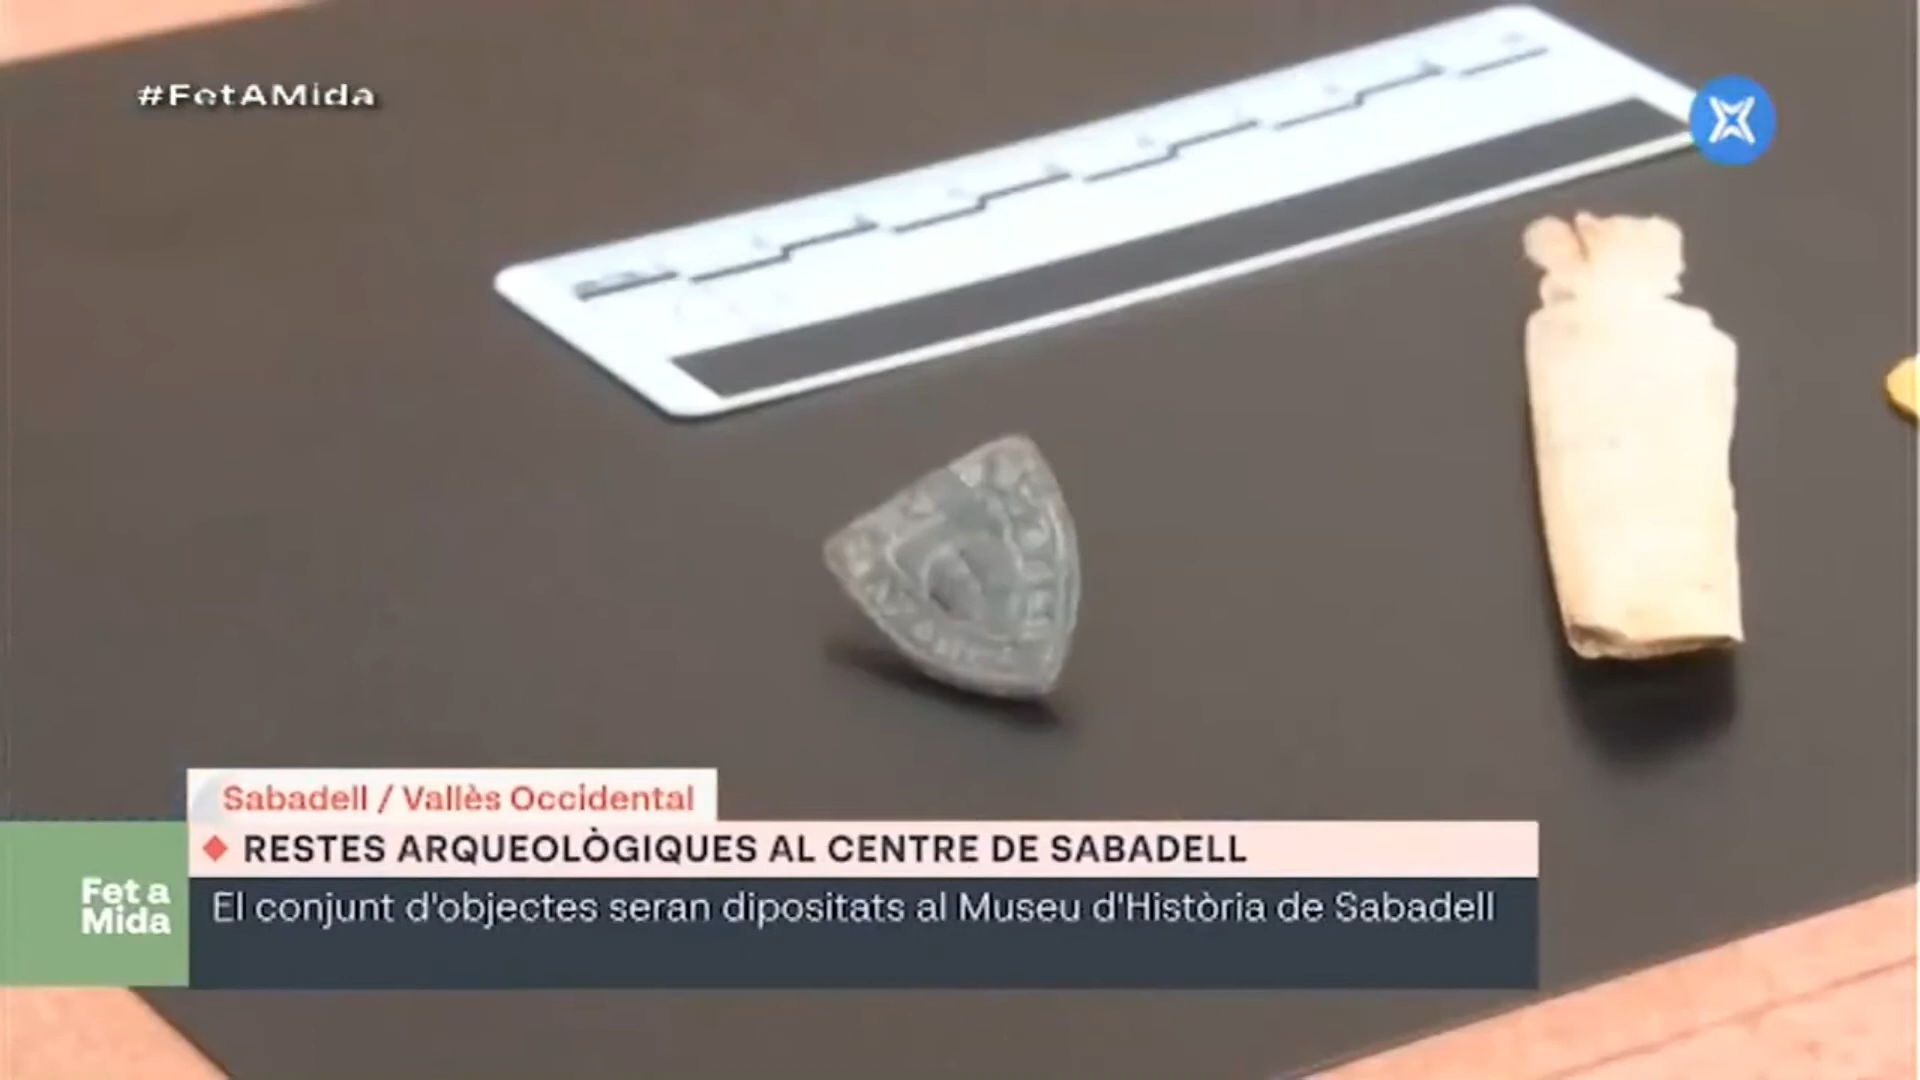 #FetAMida
Sabadell / Vallès Occidental
RESTES ARQUEOLÒGIQUES AL CENTRE DE SABADELL
Fet a
Mida
El conjunt d'objectes seran dipositats al Museu d'Història de Sabadell